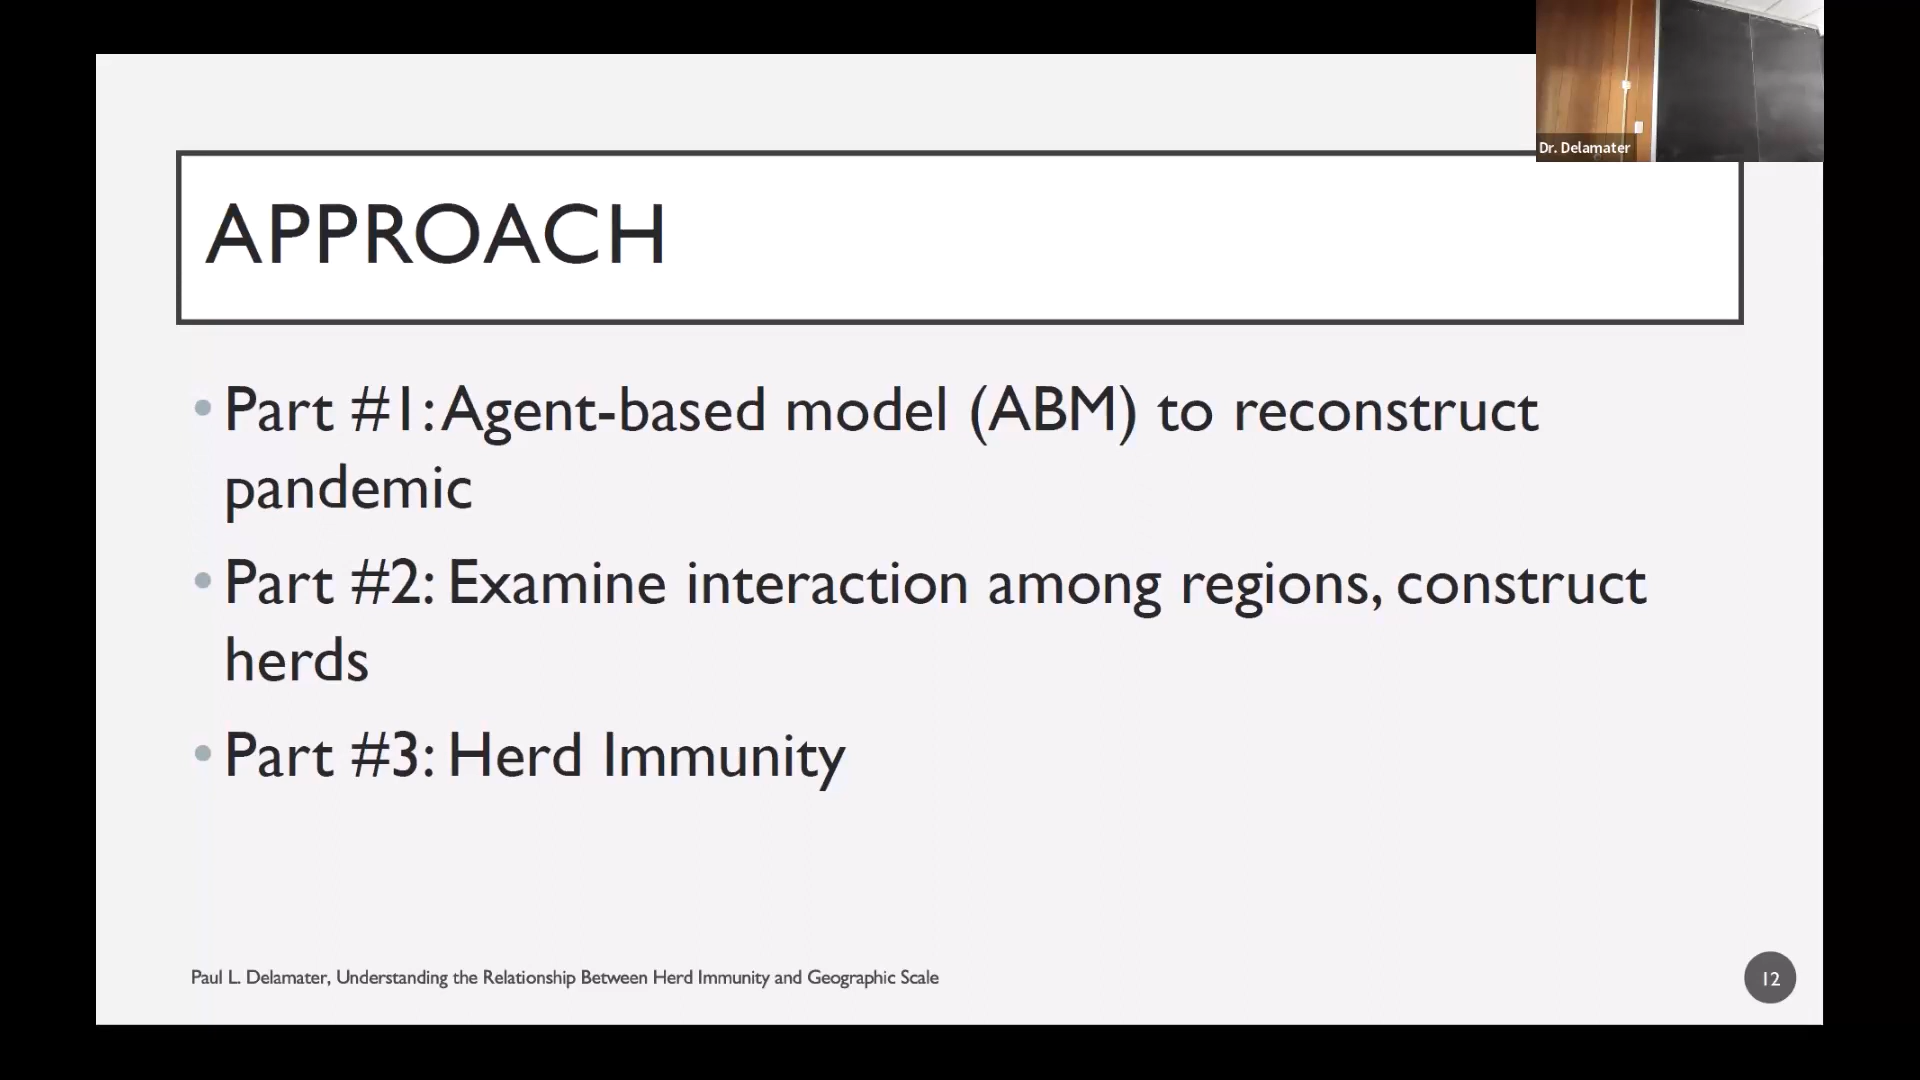 Dr. Delamater
APPROACH
• Part #1: Agent-based model (ABM) to reconstruct
pandemic
• Part #2: Examine interaction among regions, construct
herds
• Part #3: Herd Immunity
Paul L. Delamater, Understanding the Relationship Between Herd Immunity and Geographic Scale
12